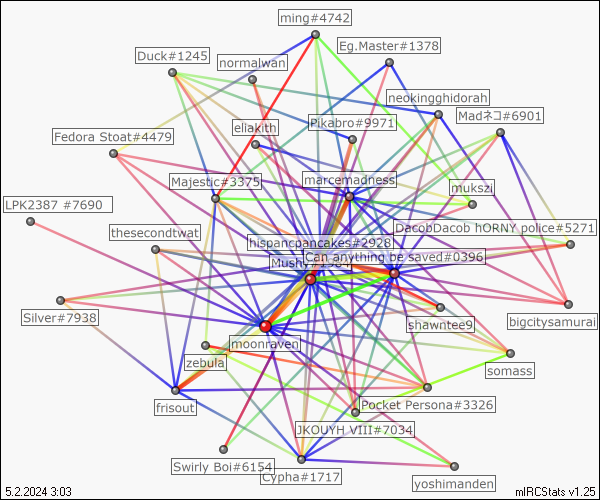 ming#4742
Eg.Master#1378
Duck#1245
normalwan
neokingghidorah
Madネコ#6901
Pikabro#9971
eliakith
Fedora Stoat#4479
marcemadness
Majestic#3375
mukszi
LPK2387 #7690
DacobDacob hORNY police#5271
thesecondtwat
hispancpancakes#2928
Can anything be saved#0396
Silver#7938
shawntee9
bigcitysamurai
moonraven
zebula
somass
frisout
Pocket Persona#3326
JKOUYH VIII#7034
Swirly Boi#6154
Cypha#1717
yoshimanden
5.2.2024 3:03
mIRCStats v1.25